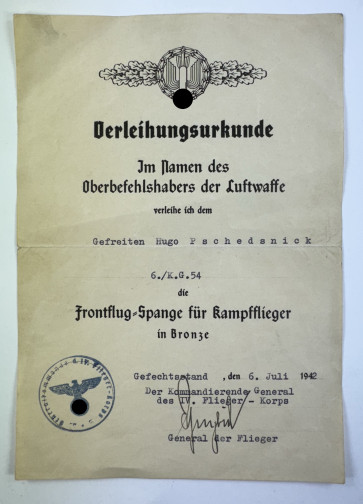 Verleihungsurkunde
Im Namen des
Oberbefehlshabers der Luftwaffe
verleihe ich dem
Gefreiten Hugo Pschedsnick
6./K.G.54
die
Frontflug-Spange für Kampfflieger
in Bronze
Gefechtsstand , den 6. Juli 1942
Der Kommandierende General
des IV. Flieger - Korps
General der Flieger